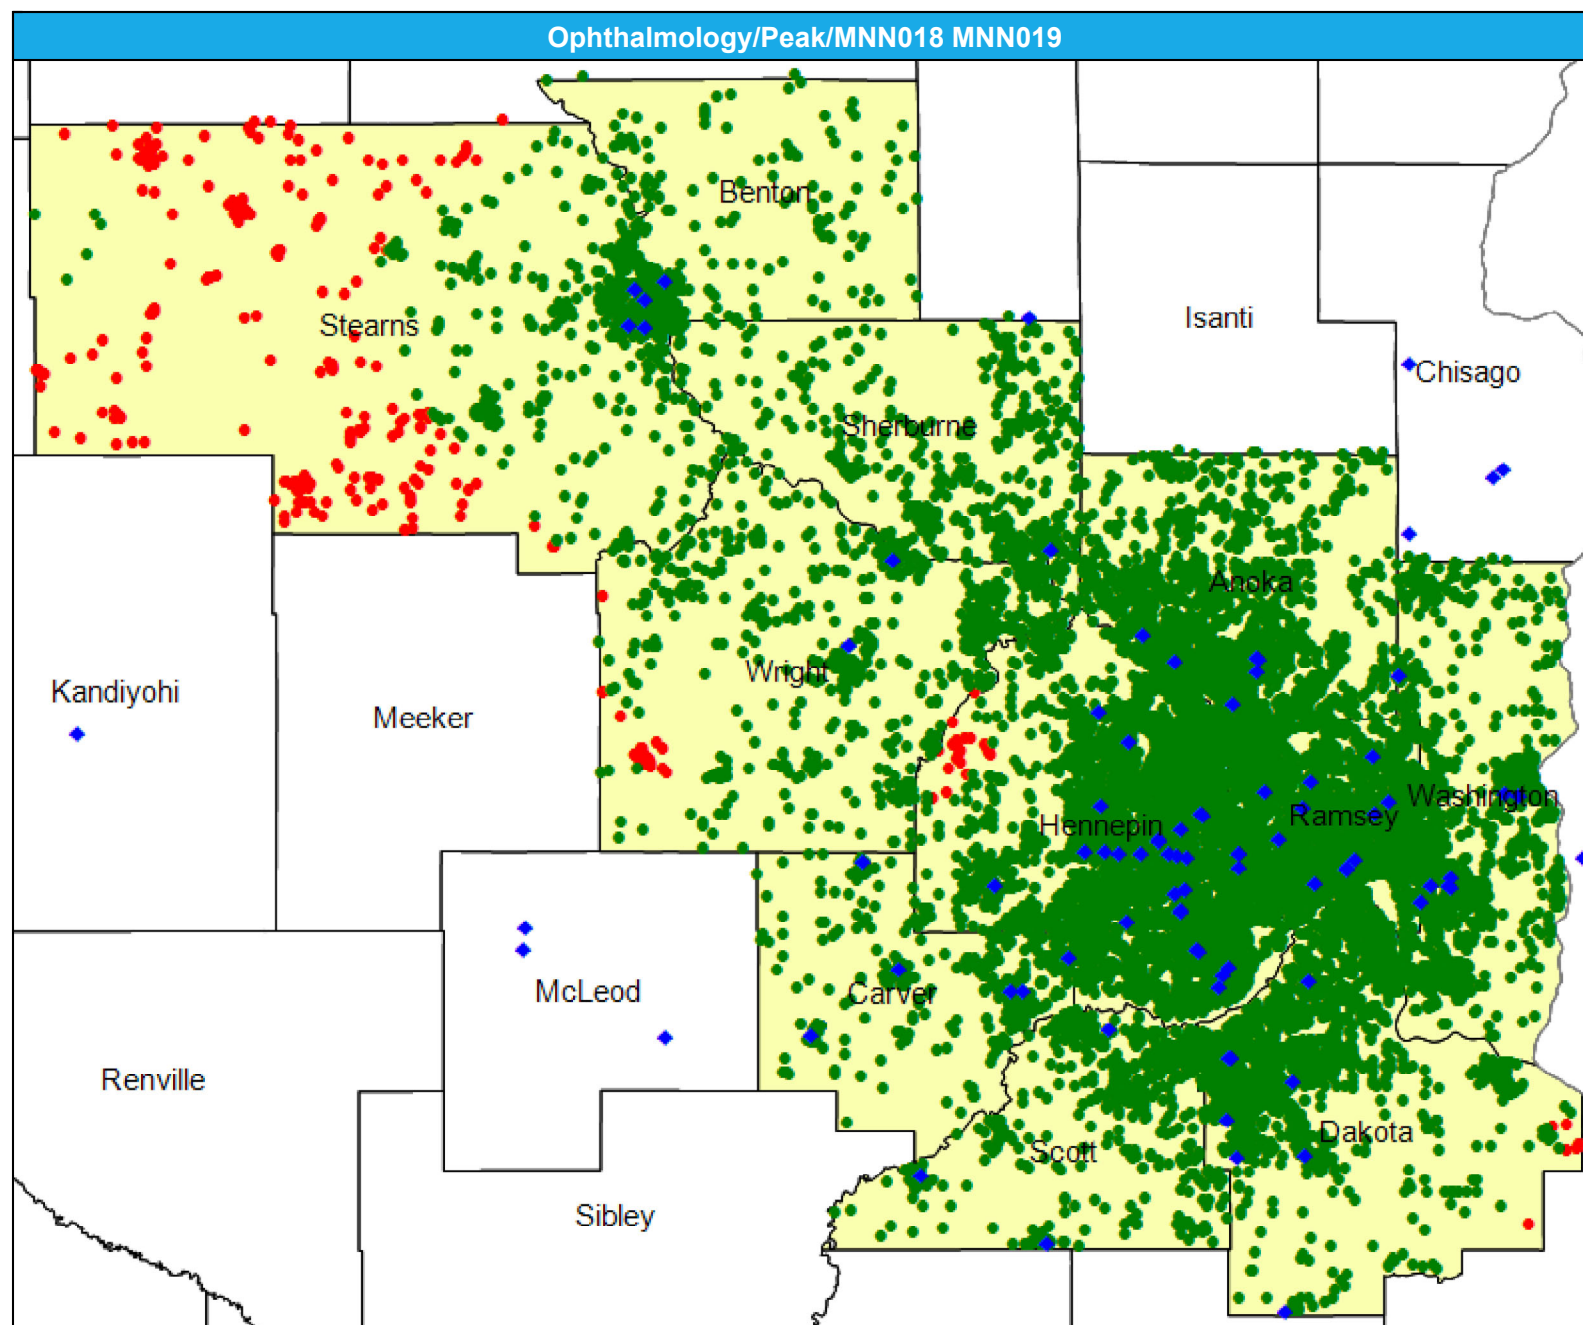 Ophthalmology/Peak/MNN018 MNN019
Benton
Stearns
Isanti
Chisago
Sherburne
Anoka
Wright
Kandiyohi
Meeker
Washington
Hennepin
Ramsey
McLeod
Carver
Renville
Dakota
Scott
Sibley